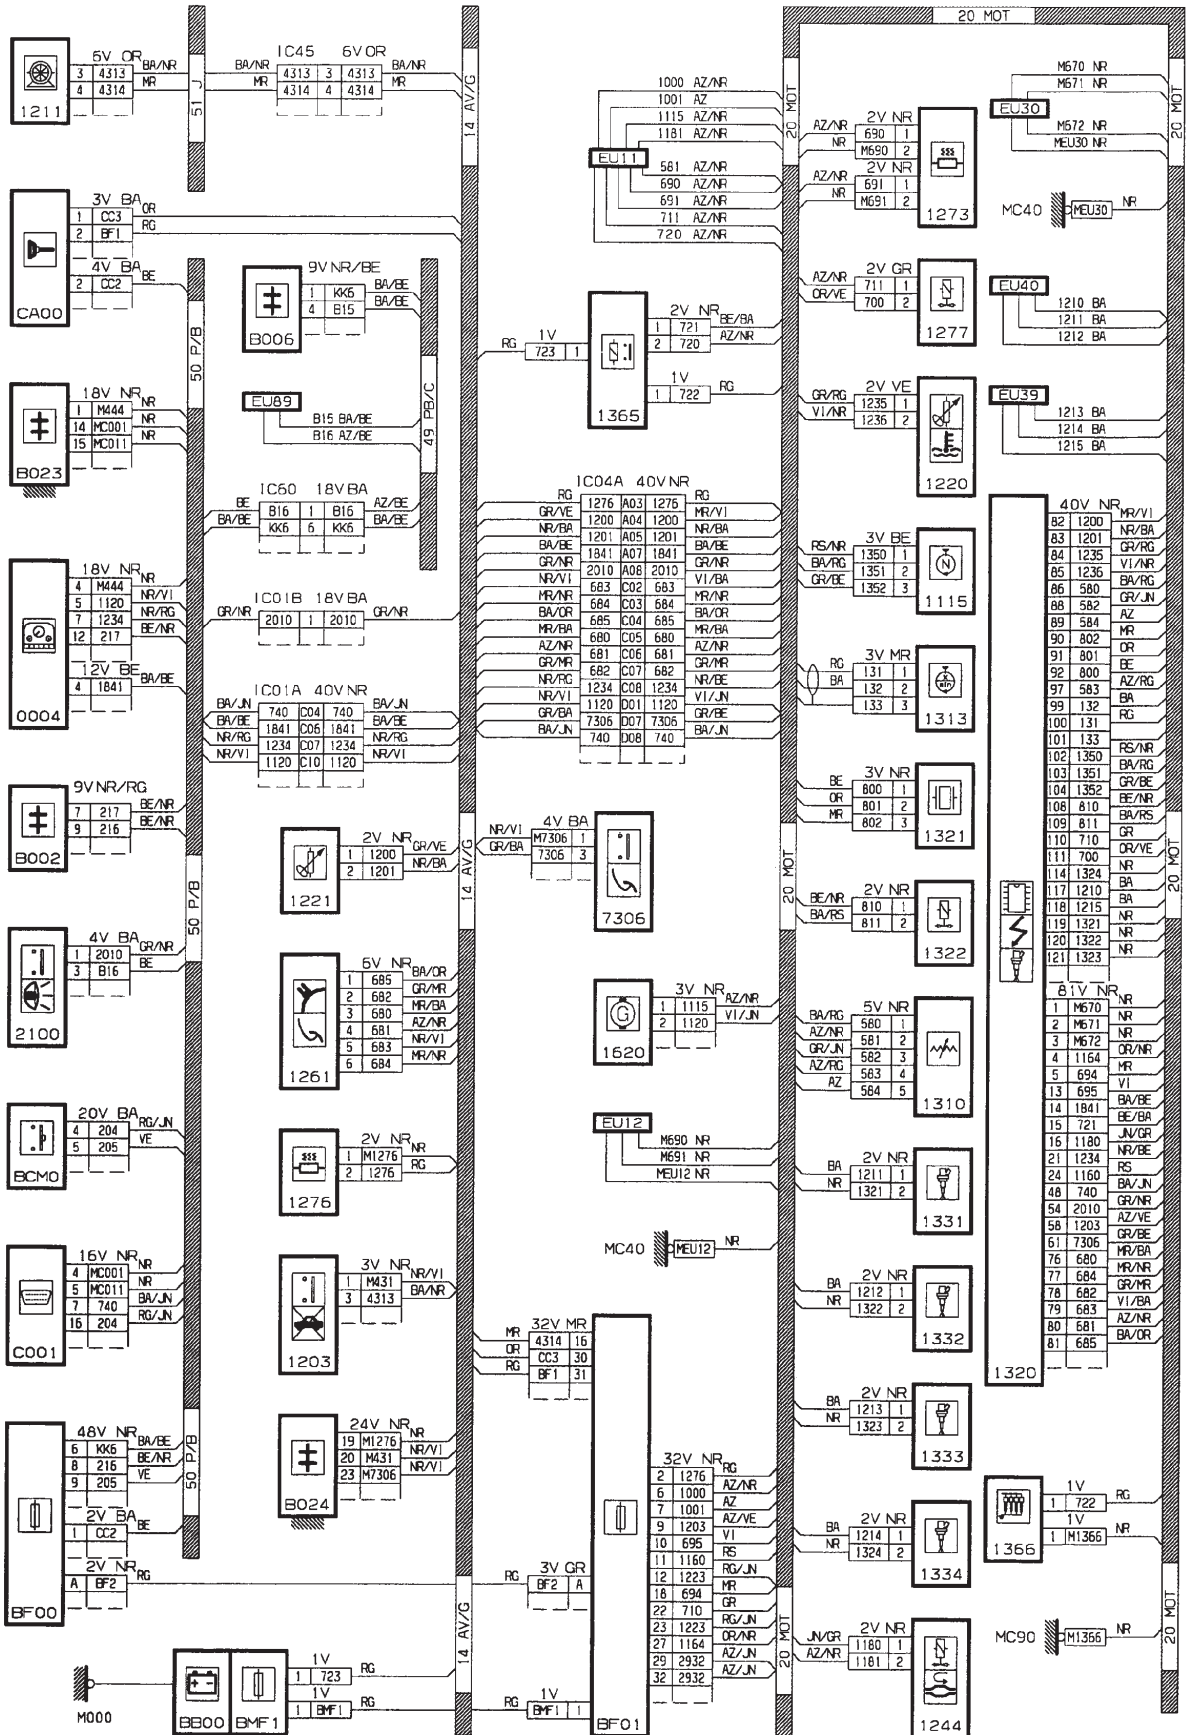 20 MOT
6V OR
3 4313 BA/NR
4 4314 MR
1211
51 J
IC45 6V OR
BA/NR 4313 3 4313 BA/NR
MR 4314 4 4314 MR
14 AV/G
3V BA
1 CC3 OR
2 BF1 RG
4V BA
2 CC2 BE
CA00
50 P/B
9V NR/BE
1 KK6 BA/BE
4 B15 BA/BE
B006
EU89
B15 BA/BE
B16 AZ/BE
49 PB/C
18V NR
1 M444 NR
14 MC001 NR
15 MC011 NR
B023
IC60 18V BA
BE B16 1 B16 AZ/BE
BA/BE KK6 6 KK6 BA/BE
18V NR
4 M444 NR
5 1120 NR/VI
7 1234 NR/RG
12 217 BE/NR
12V BE
4 1841 BA/BE
0004
IC01B 18V BA
GR/NR 2010 1 2010 GR/NR
IC01A 40V NR
BA/JN 740 C04 740 BA/JN
BA/BE 1841 C06 1841 BA/BE
NR/RG 1234 C07 1234 NR/RG
NR/VI 1120 C10 1120 NR/VI
9V NR/RG
7 217 BE/NR
9 216 BE/NR
B002
50 P/B
4V BA
1 2010 GR/NR
3 B16 BE
2100
20V BA
4 204 RG/JN
5 205 VE
BCM0
16V NR
4 MC001 NR
5 MC011 NR
7 740 BA/JN
16 204 RG/JN
C001
48V NR
6 KK6 BA/BE
8 216 BE/NR
9 205 VE
2V BA
1 CC2 BE
2V NR
A BF2 RG
BF00
50 P/B
M000
BB00
BMF1
1V
1 723 RG
1V
1 BMF1 RG
2V NR
1 1200 GR/VE
2 1201 NR/BA
1221
14 AV/G
6V NR
1 685 BA/OR
2 682 GR/MR
3 680 MR/BA
4 681 AZ/NR
5 683 NR/VI
6 684 MR/NR
1261
2V NR
1 M1276 NR
2 1276 RG
1276
3V NR
1 M431 NR/VI
3 4313 BA/NR
1203
24V NR
19 M1276 NR
20 M431 NR/VI
23 M7306 NR/VI
B024
14 AV/G
1000 AZ/NR
1001 AZ
1115 AZ/NR
1181 AZ/NR
EU11
581 AZ/NR
690 AZ/NR
691 AZ/NR
711 AZ/NR
720 AZ/NR
1V
RG 723 1
2V NR
1 721 BE/BA
2 720 AZ/NR
1V
1 722 RG
1365
IC04A 40V NR
RG 1276 A03 1276 RG
GR/VE 1200 A04 1200 MR/VI
NR/BA 1201 A05 1201 NR/BA
BA/BE 1841 A07 1841 BA/BE
GR/NR 2010 A08 2010 GR/NR
NR/VI 683 C02 683 VI/BA
MR/NR 684 C03 684 MR/NR
BA/OR 685 C04 685 BA/OR
MR/BA 680 C05 680 MR/BA
AZ/NR 681 C06 681 AZ/NR
GR/MR 682 C07 682 GR/MR
NR/RG 1234 C08 1234 NR/BE
NR/VI 1120 D01 1120 VI/JN
GR/BA 7306 D07 7306 GR/BE
BA/JN 740 D08 740 BA/JN
4V BA
NR/VI M7306 1
GR/BA 7306 3
7306
3V NR
1 1115 AZ/NR
2 1120 VI/JN
1620
EU12
M690 NR
M691 NR
MEU12 NR
MC40 MEU12 NR
32V MR
MR 4314 16
OR CC3 30
RG BF1 31
3V GR
RG BF2 A
1V
RG BMF1 1
32V NR
2 1276 RG
6 1000 AZ/NR
7 1001 AZ
9 1203 AZ/VE
10 695 VI
11 1160 RS
12 1223 RG/JN
18 694 MR
22 710 GR
23 1223 RG/JN
27 1164 OR/NR
29 2932 AZ/JN
32 2932 AZ/JN
BF01
20 MOT
20 MOT
20 MOT
2V NR
AZ/NR 690 1
NR M690 2
2V NR
AZ/NR 691 1
NR M691 2
1273
2V GR
AZ/NR 711 1
OR/VE 700 2
1277
2V VE
GR/RG 1235 1
VI/NR 1236 2
1220
3V BE
RS/NR 1350 1
BA/RG 1351 2
GR/BE 1352 3
1115
3V MR
RG 131 1
BA 132 2
133 3
1313
3V NR
BE 800 1
OR 801 2
MR 802 3
1321
2V NR
BE/NR 810 1
BA/RS 811 2
1322
5V NR
BA/RG 580 1
AZ/NR 581 2
GR/JN 582 3
AZ/RG 583 4
AZ 584 5
1310
2V NR
BA 1211 1
NR 1321 2
1331
2V NR
BA 1212 1
NR 1322 2
1332
2V NR
BA 1213 1
NR 1323 2
1333
2V NR
BA 1214 1
NR 1324 2
1334
2V NR
JN/GR 1180 1
AZ/NR 1181 2
1244
M670 NR
M671 NR
EU30
M672 NR
MEU30 NR
MC40 MEU30 NR
20 MOT
EU40
1210 BA
1211 BA
1212 BA
EU39
1213 BA
1214 BA
1215 BA
40V NR
82 1200 MR/VI
83 1201 NR/BA
84 1235 GR/RG
85 1236 VI/NR
86 580 BA/RG
88 582 GR/JN
89 584 AZ
90 802 MR
91 801 OR
92 800 BE
97 583 AZ/RG
99 132 BA
100 131 RG
101 133
102 1350 RS/NR
103 1351 BA/RG
104 1352 GR/BE
108 810 BE/NR
109 811 BA/RS
110 710 GR
111 700 OR/VE
114 1324 NR
117 1210 BA
118 1215 BA
119 1321 NR
120 1322 NR
121 1323 NR
81V NR
1 M670 NR
2 M671 NR
3 M672 NR
4 1164 OR/NR
5 694 MR
13 695 VI
14 1841 BA/BE
15 721 BE/BA
16 1180 JN/GR
21 1234 NR/BE
24 1160 RS
48 740 BA/JN
54 2010 GR/NR
58 1203 AZ/VE
61 7306 GR/BE
76 680 MR/BA
77 684 MR/NR
78 682 GR/MR
79 683 VI/BA
80 681 AZ/NR
81 685 BA/OR
1320
20 MOT
1V
1 722 RG
1V
1 M1366 NR
1366
MC90 M1366 NR
20 MOT